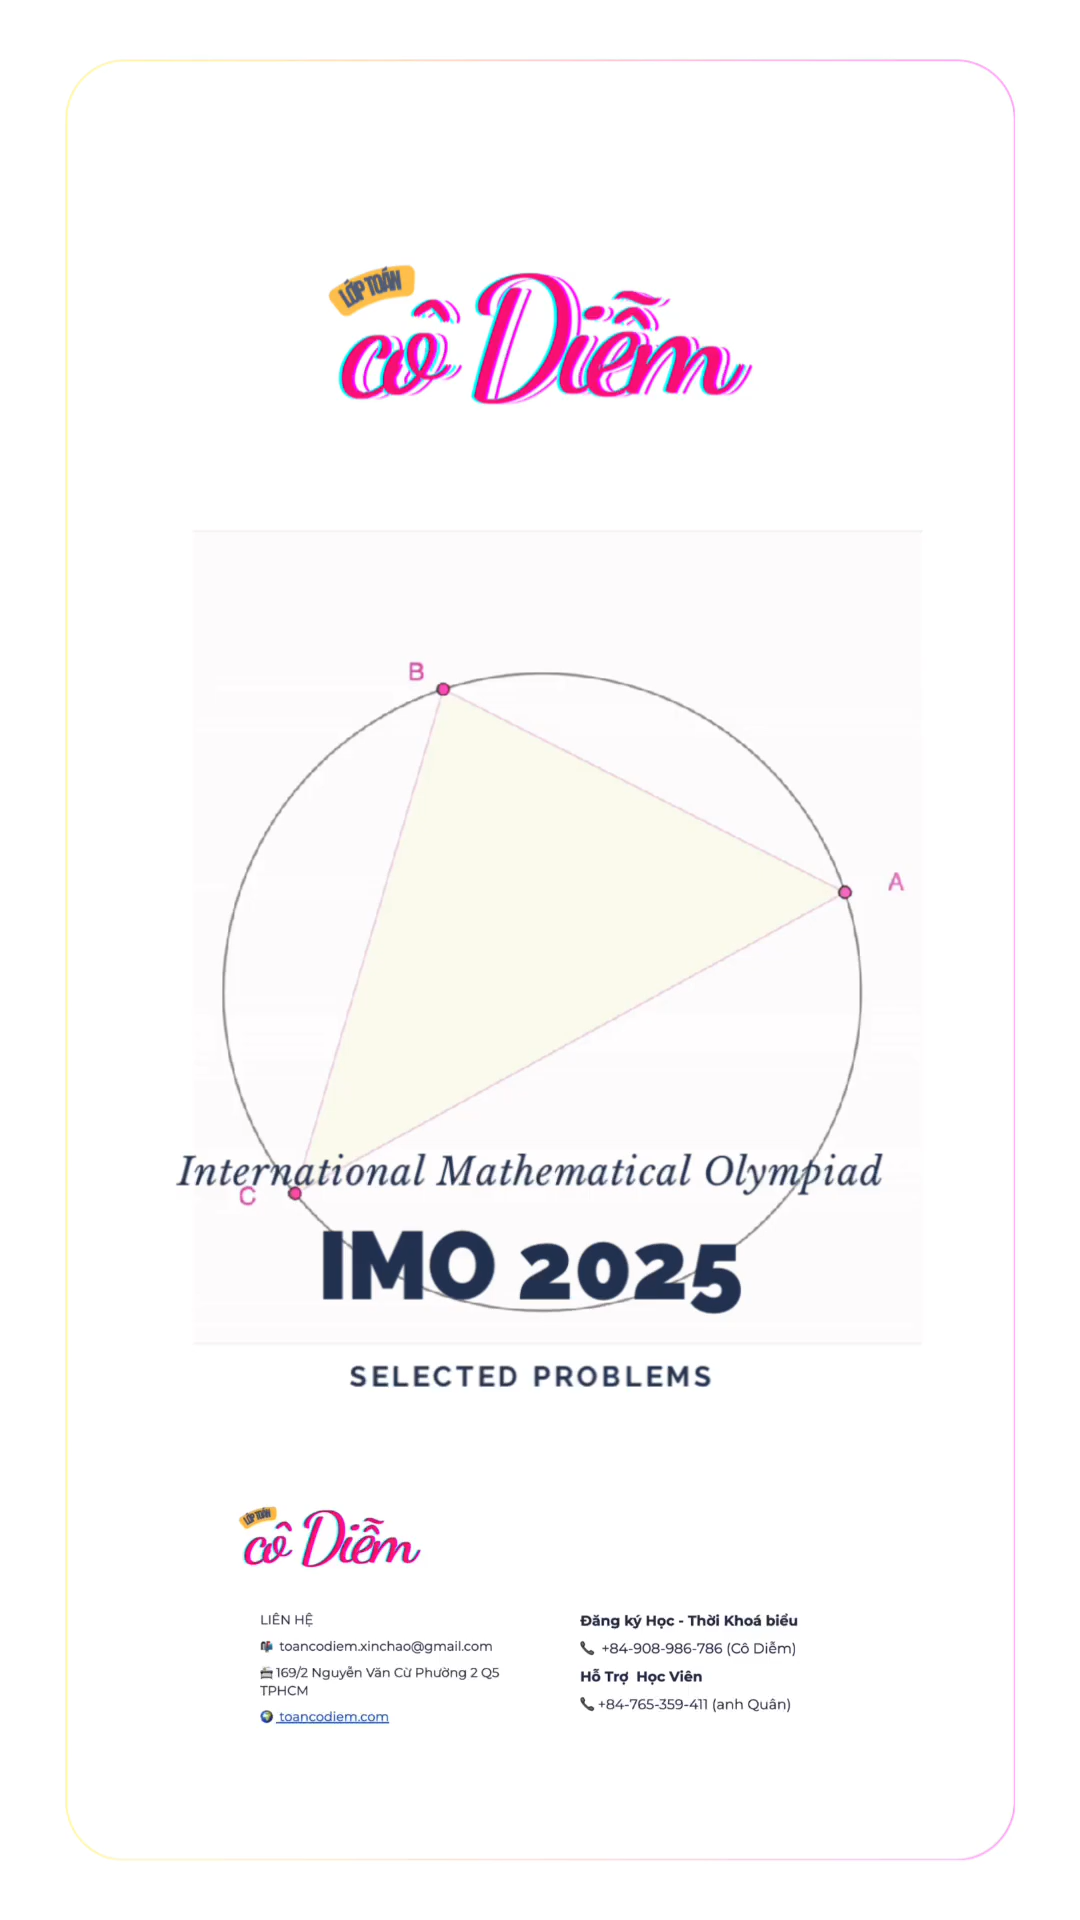 LỚP TOÁN
cô Diễm
B
A
International Mathematical Olympiad
C
IMO 2025
SELECTED PROBLEMS
LỚP TOÁN
cô Diễm
LIÊN HỆ
toancodiem.xinchao@gmail.com
169/2 Nguyễn Văn Cừ Phường 2 Q5
TPHCM
toancodiem.com
Đăng ký Học - Thời Khoá biểu
+84-908-986-786 (Cô Diễm)
Hỗ Trợ Học Viên
+84-765-359-411 (anh Quân)